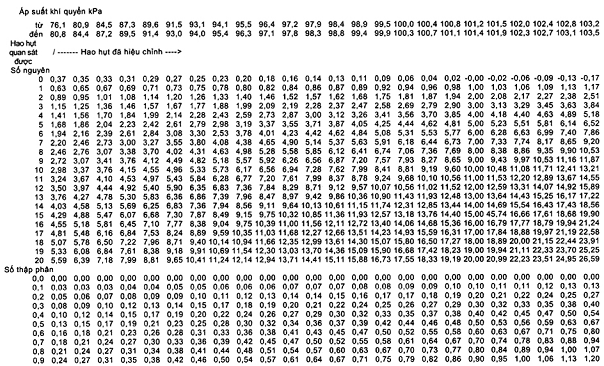 Áp suất khí quyển kPa
từ 76,1 80,9 84,5 87,3 89,6 91,5 93,1 94,1 95,5 96,4 97,2 97,9 98,4 98,9 99,5 100,0 100,4 100,8 101,2 101,5 102,0 102,4 102,8 103,2
đến 80,8 84,4 87,2 89,5 91,4 93,0 94,0 95,4 96,3 97,1 97,8 98,3 98,8 99,4 99,9 100,3 100,7 101,1 101,4 101,9 102,3 102,7 103,1 103,5
Hao hụt
quan sát / ------- Hao hụt đã hiệu chỉnh ---->
được
Số nguyên
0 0,37 0,35 0,33 0,31 0,29 0,27 0,25 0,23 0,20 0,18 0,16 0,14 0,13 0,11 0,09 0,06 0,04 0,02 -0,00 -0,02 -0,06 -0,09 -0,13 -0,17
1 0,63 0,65 0,67 0,69 0,71 0,73 0,75 0,78 0,80 0,82 0,84 0,86 0,87 0,89 0,92 0,94 0,96 0,98 1,00 1,03 1,06 1,09 1,13 1,17
2 0,89 0,95 1,01 1,08 1,14 1,20 1,26 1,33 1,40 1,46 1,52 1,57 1,62 1,68 1,75 1,81 1,87 1,94 2,00 2,08 2,17 2,27 2,38 2,51
3 1,15 1,25 1,36 1,46 1,57 1,67 1,77 1,88 1,99 2,09 2,19 2,28 2,37 2,47 2,58 2,69 2,79 2,90 3,00 3,13 3,29 3,45 3,63 3,84
4 1,41 1,56 1,70 1,84 1,99 2,14 2,28 2,43 2,59 2,73 2,87 3,00 3,12 3,26 3,41 3,56 3,70 3,85 4,00 4,18 4,40 4,63 4,89 5,18
5 1,68 1,86 2,04 2,23 2,42 2,61 2,79 2,98 3,19 3,37 3,55 3,71 3,87 4,05 4,25 4,44 4,62 4,81 5,00 5,23 5,51 5,81 6,14 6,52
6 1,94 2,16 2,39 2,61 2,84 3,08 3,30 2,53 3,78 4,01 4,23 4,42 4,62 4,84 5,08 5,31 5,53 5,77 6,00 6,28 6,63 6,99 7,40 7,86
7 2,20 2,46 2,73 3,00 3,27 3,55 3,80 4,08 4,38 4,65 4,90 5,14 5,37 5,63 5,91 6,18 6,44 6,73 7,00 7,33 7,74 8,17 8,65 9,20
8 2,46 2,76 3,07 3,38 3,70 4,02 4,31 4,63 4,98 5,28 5,58 5,85 6,12 6,41 6,74 7,06 7,36 7,69 8,00 8,38 8,86 9,35 9,90 10,53
9 2,72 3,07 3,41 3,76 4,12 4,49 4,82 5,18 5,57 5,92 6,26 6,56 6,87 7,20 7,57 7,93 8,27 8,65 9,00 9,43 9,97 10,53 11,16 11,87
10 2,98 3,37 3,76 4,15 4,55 4,96 5,33 5,73 6,17 6,56 6,94 7,28 7,62 7,99 8,41 8,81 9,19 9,60 10,00 10,48 11,08 11,71 12,41 13,21
11 3,24 3,67 4,10 4,53 4,97 5,43 5,84 6,28 6,77 7,20 7,61 7,99 8,37 8,78 9,24 9,68 10,10 10,56 11,00 11,53 12,20 12,89 13,67 14,55
12 3,50 3,97 4,44 4,92 5,40 5,90 6,35 6,83 7,36 7,84 8,29 8,71 9,12 9,57 10,07 10,56 11,02 11,52 12,00 12,59 13,31 14,07 14,92 15,89
13 3,76 4,27 4,78 5,30 5,83 6,36 6,86 7,39 7,96 8,47 8,97 9,42 9,86 10,36 10,90 11,43 11,93 12,48 13,00 13,64 14,43 15,25 16,17 17,22
14 4,03 4,58 5,13 5,69 6,25 6,83 7,36 7,94 8,56 9,11 9,64 10,13 10,61 11,15 11,74 12,31 12,85 13,44 14,00 14,69 15,54 16,43 17,43 18,56
15 4,29 4,88 5,47 6,07 6,68 7,30 7,87 8,49 9,15 9,75 10,32 10,85 11,36 11,93 12,57 13,18 13,76 14,40 15,00 15,74 16,66 17,61 18,68 19,90
16 4,55 5,18 5,81 6,45 7,10 7,77 8,38 9,04 9,75 10,39 11,00 11,56 12,11 12,72 13,40 14,06 14,68 15,36 16,00 16,79 17,77 18,79 19,94 21,24
17 4,81 5,48 6,16 6,84 7,53 8,24 8,89 9,59 10,35 11,03 11,68 12,27 12,86 13,51 14,23 14,93 15,59 16,31 17,00 17,84 18,88 19,97 21,19 22,58
18 5,07 5,78 6,50 7,22 7,96 8,71 9,40 10,14 10,94 11,66 12,35 12,99 13,61 14,30 15,07 15,80 16,50 17,27 18,00 18,89 20,00 21,15 22,44 23,91
19 5,33 6,08 6,84 7,61 8,38 9,18 9,91 10,69 11,54 12,30 13,03 13,70 14,36 15,09 15,90 16,68 17,42 18,23 19,00 19,94 21,11 22,33 23,70 25,25
20 5,59 6,39 7,18 7,99 8,81 9,65 10,41 11,24 12,14 12,94 13,71 14,41 15,11 15,88 16,73 17,55 18,33 19,19 20,00 20,99 22,23 23,51 24,95 26,59
Số thập phân
0,0 0,00 0,00 0,00 0,00 0,00 0,00 0,00 0,00 0,00 0,00 0,00 0,00 0,00 0,00 0,00 0,00 0,00 0,00 0,00 0,00 0,00 0,00 0,00 0,00
0,1 0,03 0,03 0,03 0,04 0,04 0,05 0,05 0,06 0,06 0,06 0,07 0,07 0,07 0,08 0,08 0,09 0,09 0,10 0,10 0,11 0,11 0,12 0,13 0,13
0,2 0,05 0,06 0,07 0,08 0,09 0,09 0,10 0,11 0,12 0,13 0,14 0,14 0,15 0,16 0,17 0,17 0,18 0,19 0,20 0,21 0,22 0,24 0,25 0,27
0,3 0,08 0,09 0,10 0,12 0,13 0,14 0,15 0,17 0,18 0,19 0,20 0,21 0,22 0,24 0,25 0,26 0,27 0,29 0,30 0,32 0,33 0,35 0,38 0,40
0,4 0,10 0,12 0,14 0,15 0,17 0,19 0,20 0,22 0,24 0,26 0,27 0,29 0,30 0,32 0,33 0,35 0,37 0,38 0,40 0,42 0,45 0,47 0,50 0,54
0,5 0,13 0,15 0,17 0,19 0,21 0,23 0,25 0,28 0,30 0,32 0,34 0,36 0,37 0,39 0,42 0,44 0,46 0,48 0,50 0,53 0,56 0,59 0,63 0,67
0,6 0,16 0,18 0,21 0,23 0,26 0,28 0,31 0,33 0,36 0,38 0,41 0,43 0,45 0,47 0,50 0,52 0,55 0,58 0,60 0,63 0,67 0,71 0,75 0,80
0,7 0,18 0,21 0,24 0,27 0,30 0,33 0,36 0,39 0,42 0,45 0,47 0,50 0,52 0,55 0,58 0,61 0,64 0,67 0,70 0,74 0,78 0,83 0,88 0,94
0,8 0,21 0,24 0,27 0,31 0,34 0,38 0,41 0,44 0,48 0,51 0,54 0,57 0,60 0,63 0,67 0,70 0,73 0,77 0,80 0,84 0,89 0,94 1,00 1,07
0,9 0,24 0,27 0,31 0,35 0,38 0,42 0,46 0,50 0,54 0,57 0,61 0,64 0,67 0,71 0,75 0,79 0,82 0,86 0,90 0,95 1,00 1,06 1,13 1,20